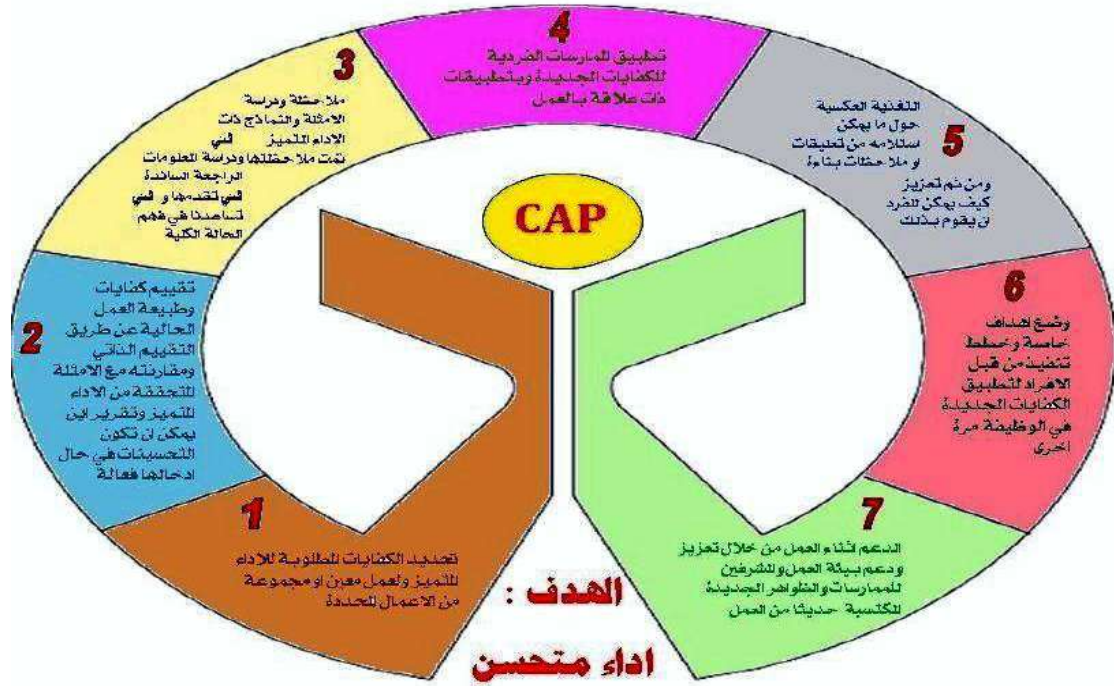 CAP
1
تحديد الكفايات المطلوبة للاداء
المتميز ولعمل معين او مجموعة
من الاعمال المحددة
2
تقييم كفايات
وطبيعة العمل
الحالية عن طريق
التقييم الذاتي
ومقارنته مع الامثلة
المتحققة من الاداء
المتميز وتقرير اين
يمكن ان تكون
التحسينات في حال
ادخالها فعالة
3
ملاحظة ودراسة
الامثلة والنماذج ذات
الاداء المتميز التي
تمت ملاحظتها ودراسة المعلومات
الراجعة الساندة
التي تقدمها و التي
تساعدنا في فهم
الحالة الكلية
4
تطبيق الممارسات الفردية
للكفايات الجديدة وبتطبيقات
ذات علاقة بالعمل
5
التغذية العكسية
حول ما يمكن
استلامه من تعليقات
او ملاحظات بناءة
ومن ثم تعزيز
كيف يمكن للفرد
ان يقوم بذلك
6
وضع اهداف
خاصة وخطط
تنفيذ من قبل
الافراد لتطبيق
الكفايات الجديدة
في الوظيفة مرة
اخرى
7
الدعم اثناء العمل من خلال تعزيز
ودعم بيئة العمل والمشرفين
للممارسات والظواهر الجديدة
المكتسبة حديثا من العمل
الهدف :
اداء متحسن